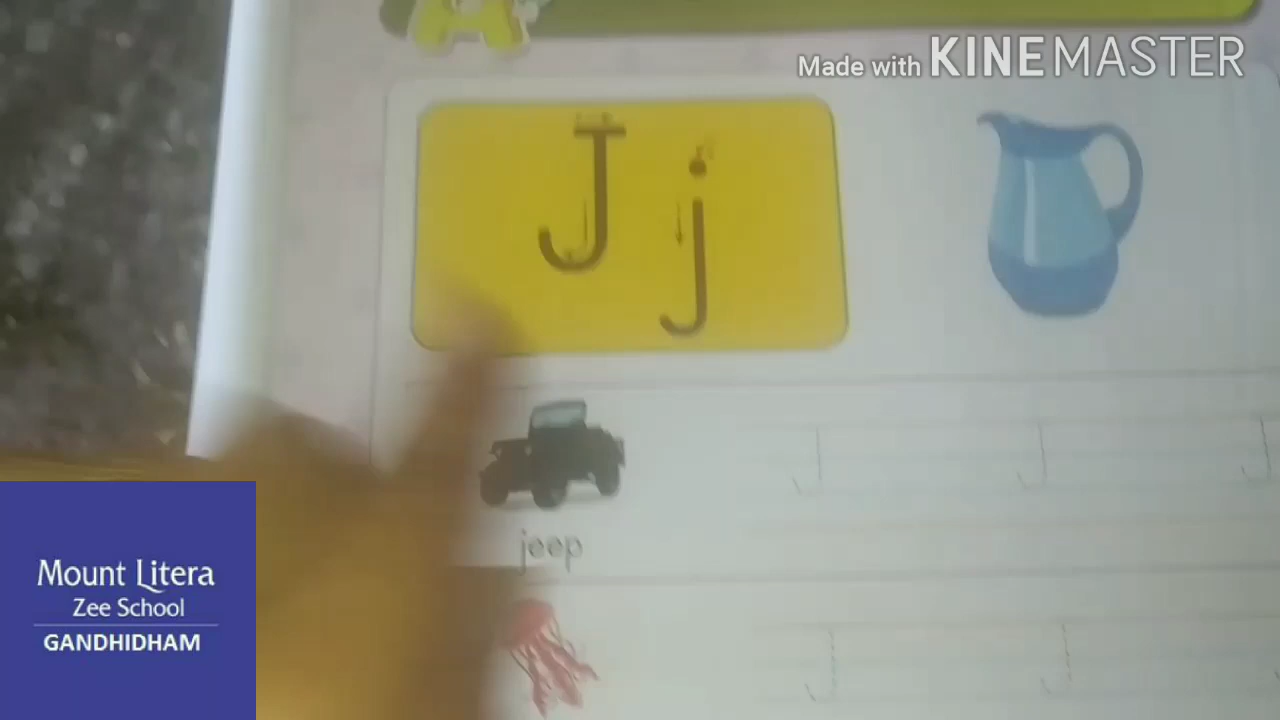 Made with KINEMASTER
J j
J J J
jeep
J J
Mount Litera
Zee School
GANDHIDHAM